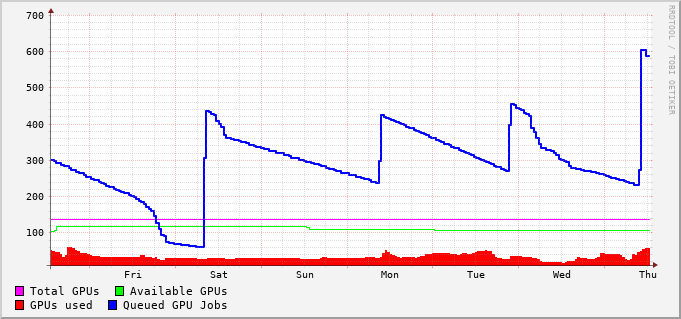 700
600
500
400
300
200
100
Fri Sat Sun Mon Tue Wed Thu
Total GPUs Available GPUs
GPUs used Queued GPU Jobs
RRDTOOL / TOBI OETIKER